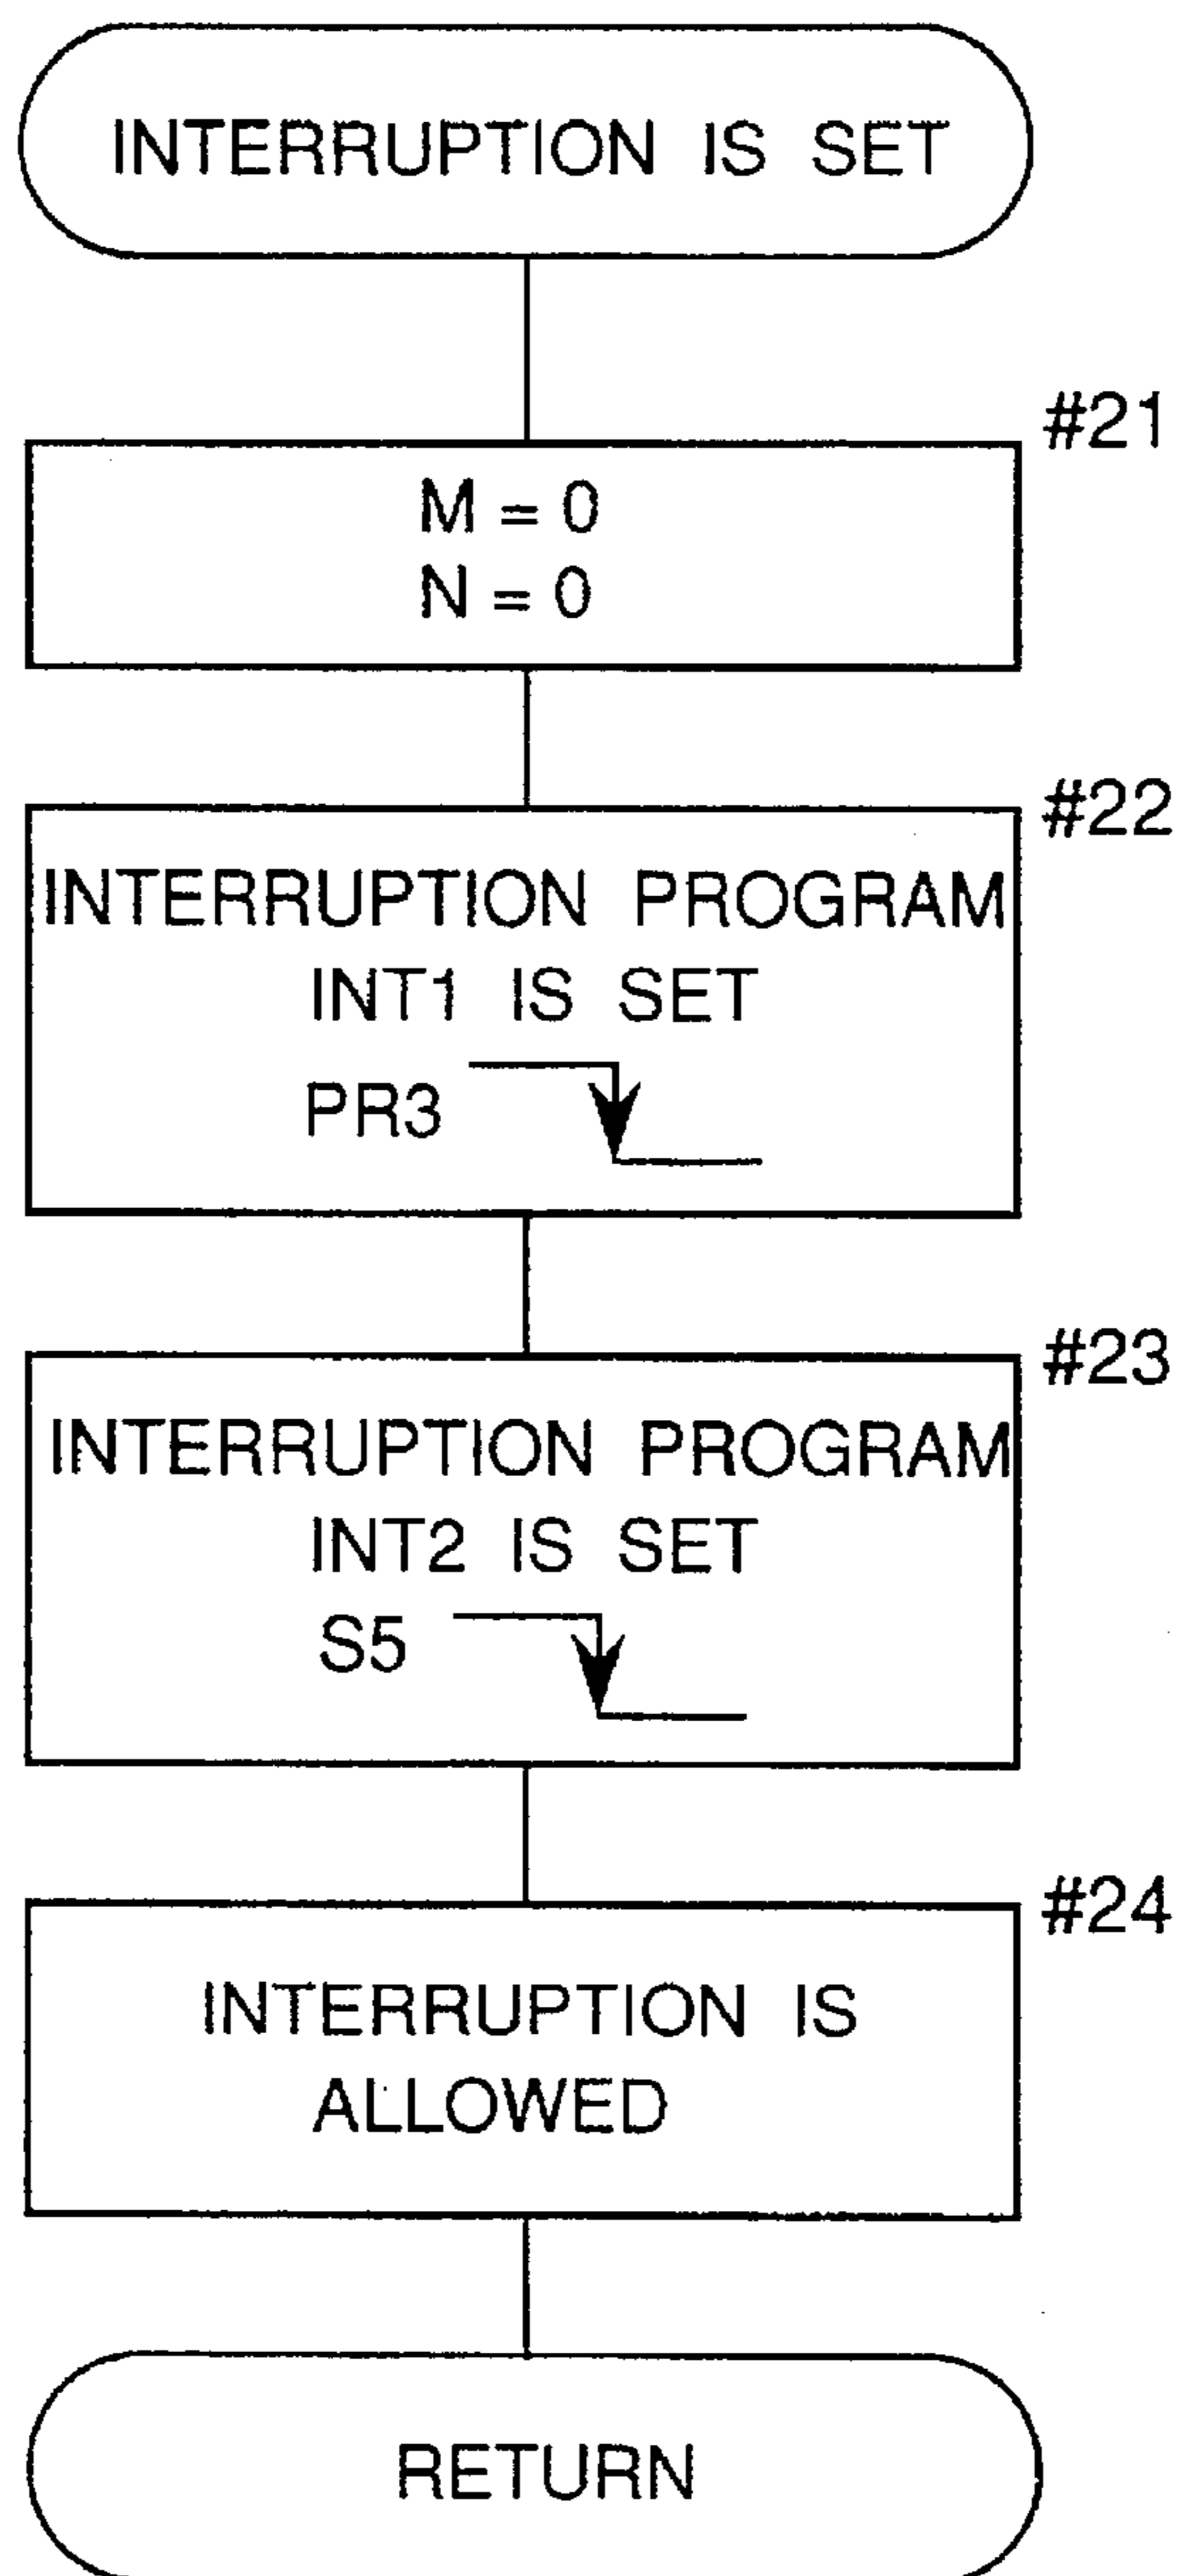 INTERRUPTION IS SET
#21
M = 0
N = 0
#22
INTERRUPTION PROGRAM
INT1 IS SET
PR3
#23
INTERRUPTION PROGRAM
INT2 IS SET
S5
#24
INTERRUPTION IS
ALLOWED
RETURN